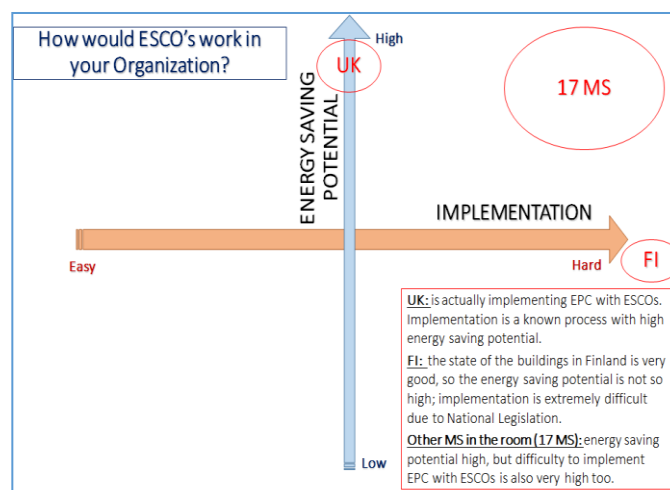 How would ESCO's work in
your Organization?
High
UK
17 MS
ENERGY SAVING
POTENTIAL
IMPLEMENTATION
Easy
Hard
FI
UK: is actually implementing EPC with ESCOs.
Implementation is a known process with high
energy saving potential.
FI: the state of the buildings in Finland is very
good, so the energy saving potential is not so
high; implementation is extremely difficult
due to National Legislation.
Other MS in the room (17 MS): energy saving
potential high, but difficulty to implement
EPC with ESCOs is also very high too.
Low